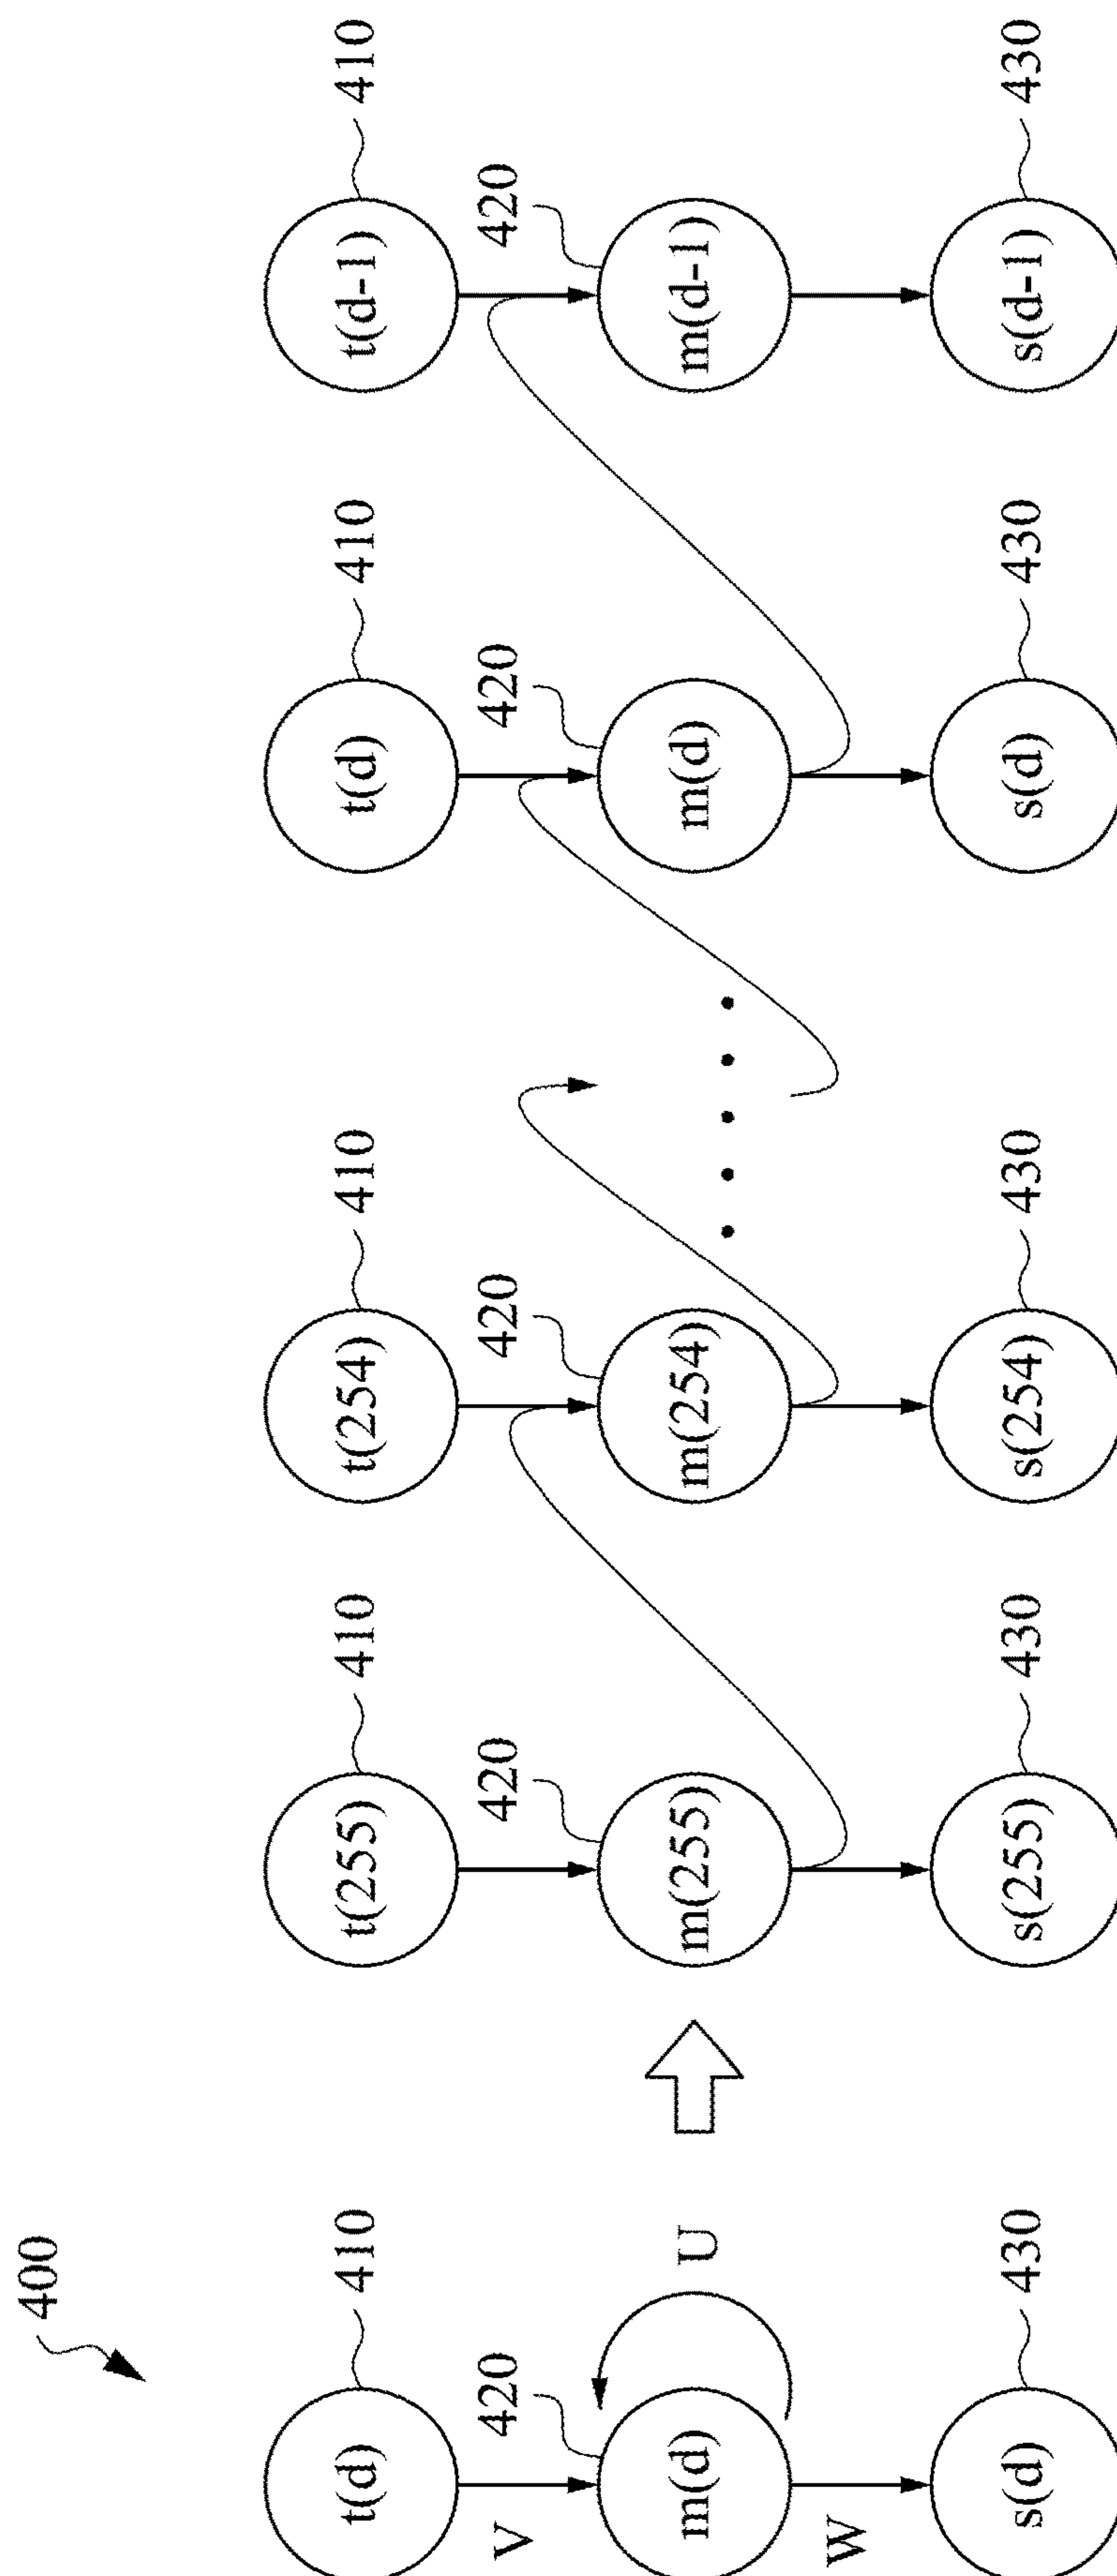 400
410
410
410
410
410
t(d)
t(255)
t(254)
t(d)
t(d-1)
V
420
420
420
420
420
m(d)
U
m(255)
m(254)
m(d)
m(d-1)
W
430
430
430
430
430
s(d)
s(255)
s(254)
s(d)
s(d-1)